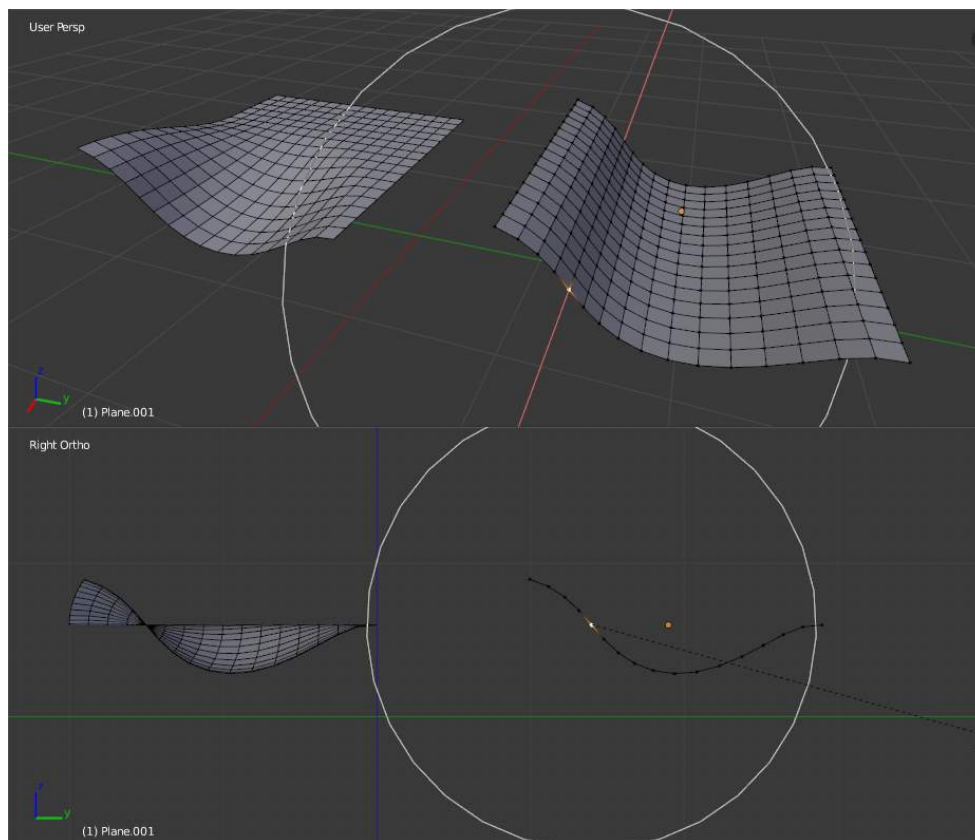 User Persp
z
y
(1) Plane.001
Right Ortho
z
y
(1) Plane.001